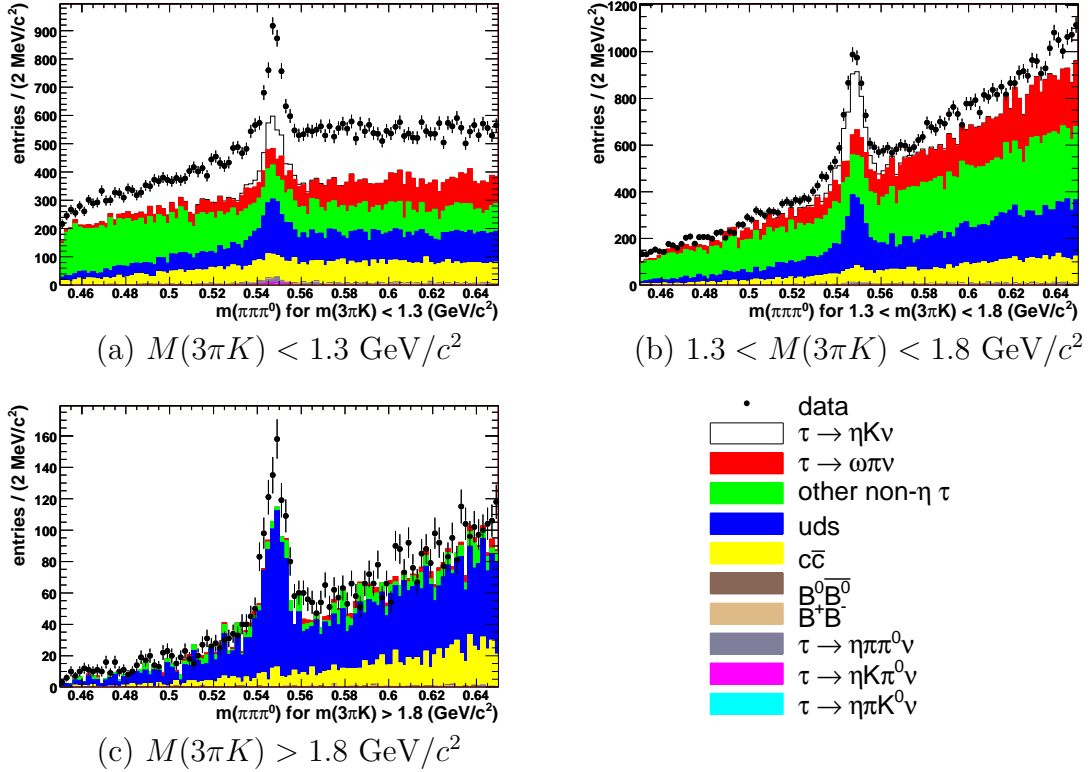 entries / (2 MeV/c²)
900
800
700
600
500
400
300
200
100
0
0.46 0.48 0.5 0.52 0.54 0.56 0.58 0.6 0.62 0.64
m(πππ⁰) for m(3πK) < 1.3 (GeV/c²)
(a) M(3πK) < 1.3 GeV/c²
entries / (2 MeV/c²)
1200
1000
800
600
400
200
0
0.46 0.48 0.5 0.52 0.54 0.56 0.58 0.6 0.62 0.64
m(πππ⁰) for 1.3 < m(3πK) < 1.8 (GeV/c²)
(b) 1.3 < M(3πK) < 1.8 GeV/c²
entries / (2 MeV/c²)
160
140
120
100
80
60
40
20
0
0.46 0.48 0.5 0.52 0.54 0.56 0.58 0.6 0.62 0.64
m(πππ⁰) for m(3πK) > 1.8 (GeV/c²)
(c) M(3πK) > 1.8 GeV/c²
data
τ → ηKν
τ → ωπν
other non-η τ
uds
cc̅
B⁰B̅⁰
B⁺B⁻
τ → ηππ⁰ν
τ → ηKπ⁰ν
τ → ηπK⁰ν